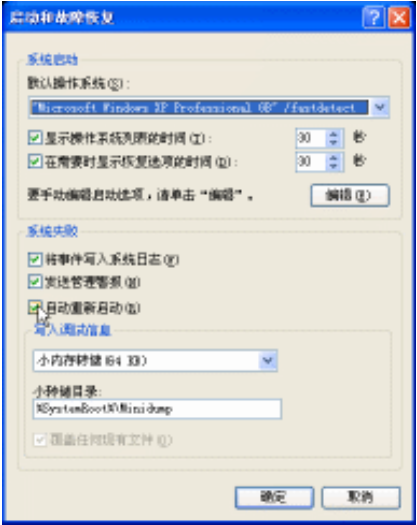 启动和故障恢复
系统启动
默认操作系统(S):
"Microsoft Windows XP Professional GB" /fastdetect
显示操作系统列表的时间(T): 30 秒
在需要时显示恢复选项的时间(D): 30 秒
要手动编辑启动选项，请单击“编辑”。 编辑(E)
系统失败
将事件写入系统日志(W)
发送管理警报(N)
自动重新启动(R)
写入调试信息
小内存转储(64 KB)
小转储目录:
%SystemRoot%\Minidump
覆盖任何现有文件(O)
确定 取消